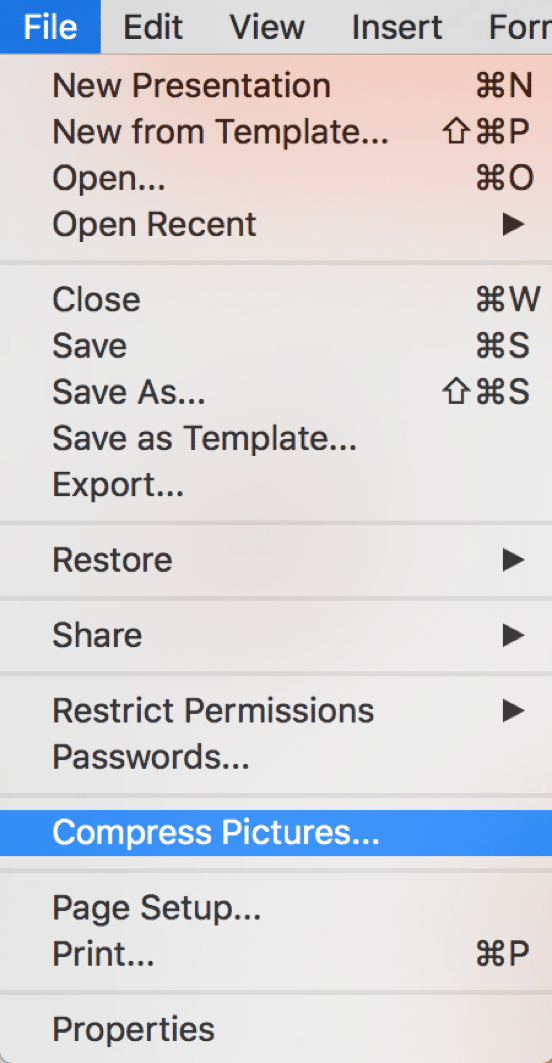 File Edit View Insert Forn
New Presentation ⌘N
New from Template... ⇧⌘P
Open... ⌘O
Open Recent ▶
Close ⌘W
Save ⌘S
Save As... ⇧⌘S
Save as Template...
Export...
Restore ▶
Share ▶
Restrict Permissions ▶
Passwords...
Compress Pictures...
Page Setup...
Print... ⌘P
Properties